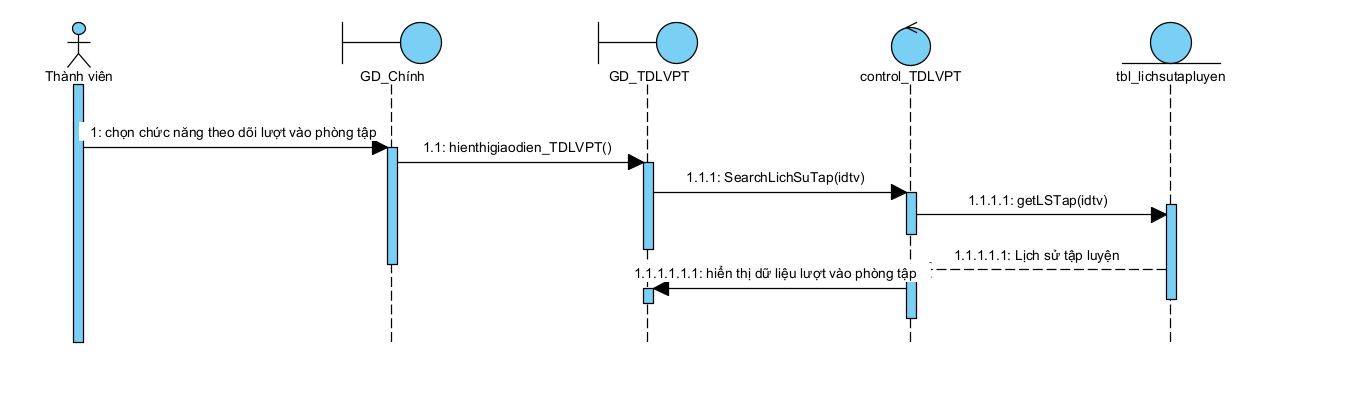 Thành viên
GD_Chính
GD_TDLVPT
control_TDLVPT
tbl_lichsutapluyen
1: chọn chức năng theo dõi lượt vào phòng tập
1.1: hienthigiaodien_TDLVPT()
1.1.1: SearchLichSuTap(idtv)
1.1.1.1: getLSTap(idtv)
1.1.1.1.1: Lịch sử tập luyện
1.1.1.1.1.1: hiển thị dữ liệu lượt vào phòng tập